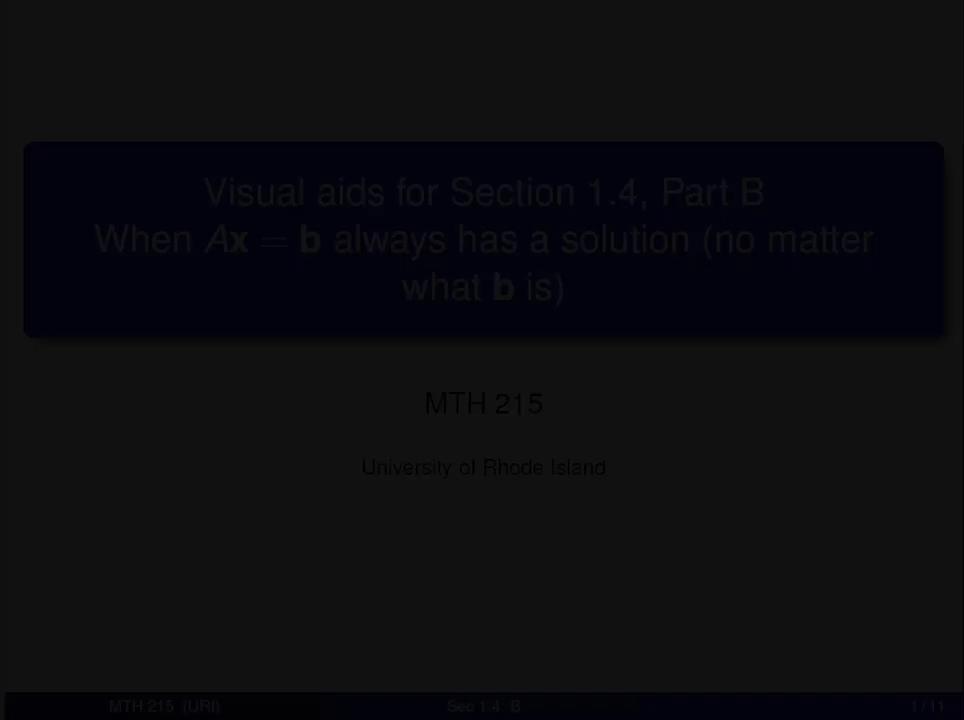 Visual aids for Section 1.4, Part B
When Ax = b always has a solution (no matter
what b is)
MTH 215
University of Rhode Island
MTH 215 (URI) Sec 1.4 B 1 / 11